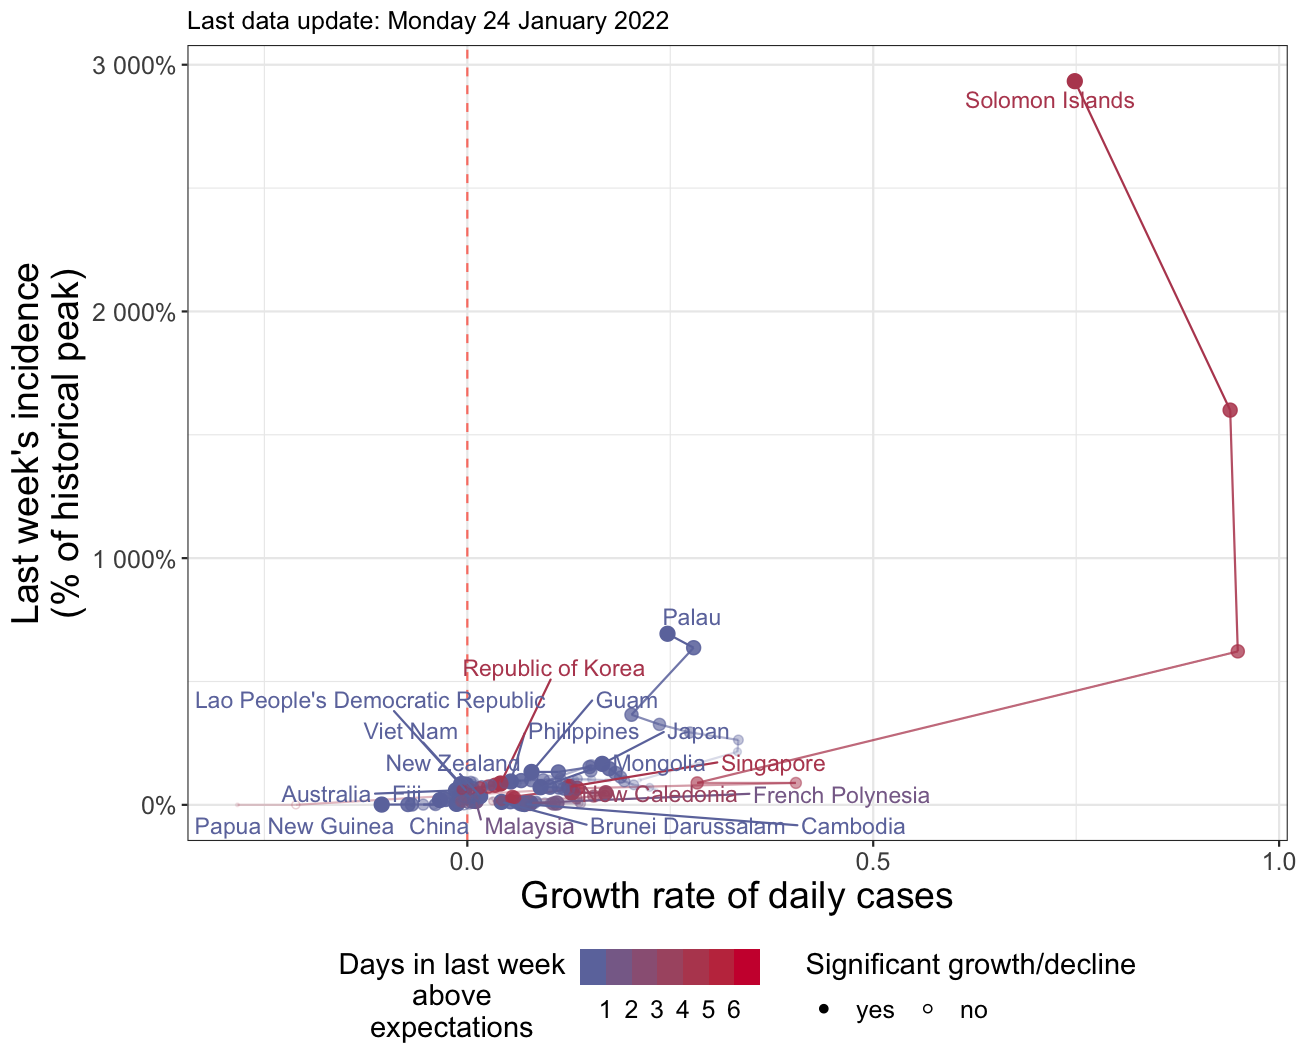 Last data update: Monday 24 January 2022
3 000%
Solomon Islands
2 000%
Last week's incidence
(% of historical peak)
1 000%
Palau
Republic of Korea
Lao People's Democratic Republic
Guam
Viet Nam
Philippines
Japan
New Zealand
Mongolia
Singapore
Australia
Fiji
New Caledonia
French Polynesia
0%
Papua New Guinea
China
Malaysia
Brunei Darussalam
Cambodia
0.0
0.5
1.0
Growth rate of daily cases
Days in last week
above
expectations
1 2 3 4 5 6
Significant growth/decline
yes
no